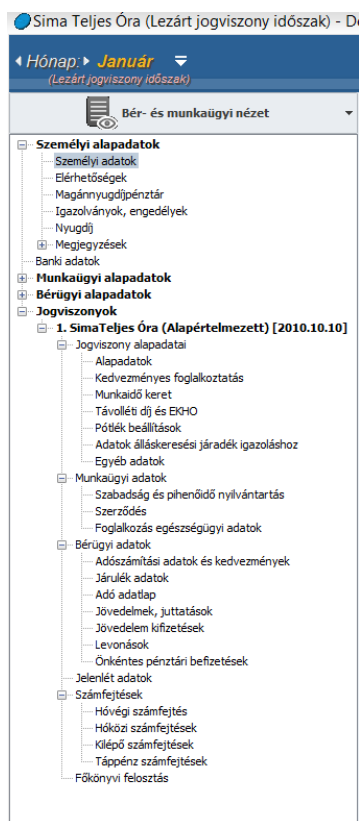 Sima Teljes Óra (Lezárt jogviszony időszak) - De
Hónap: Január
(Lezárt jogviszony időszak)
Bér- és munkaügyi nézet
Személyi alapadatok
Személyi adatok
Elérhetőségek
Magánnyugdíjpénztár
Igazolványok, engedélyek
Nyugdíj
Megjegyzések
Banki adatok
Munkaügyi alapadatok
Bérügyi alapadatok
Jogviszonyok
1. SimaTeljes Óra (Alapértelmezett) [2010.10.10]
Jogviszony alapadatai
Alapadatok
Kedvezményes foglalkoztatás
Munkaidő keret
Távolléti díj és EKHO
Pótlék beállítások
Adatok álláskeresési járadék igazoláshoz
Egyéb adatok
Munkaügyi adatok
Szabadság és pihenőidő nyilvántartás
Szerződés
Foglalkozás egészségügyi adatok
Bérügyi adatok
Adószámítási adatok és kedvezmények
Járulék adatok
Adó adatlap
Jövedelmek, juttatások
Jövedelem kifizetések
Levonások
Önkéntes pénztári befizetések
Jelenlét adatok
Számfejtések
Hóvégi számfejtés
Hóközi számfejtések
Kilépő számfejtések
Táppénz számfejtések
Főkönyvi felosztás